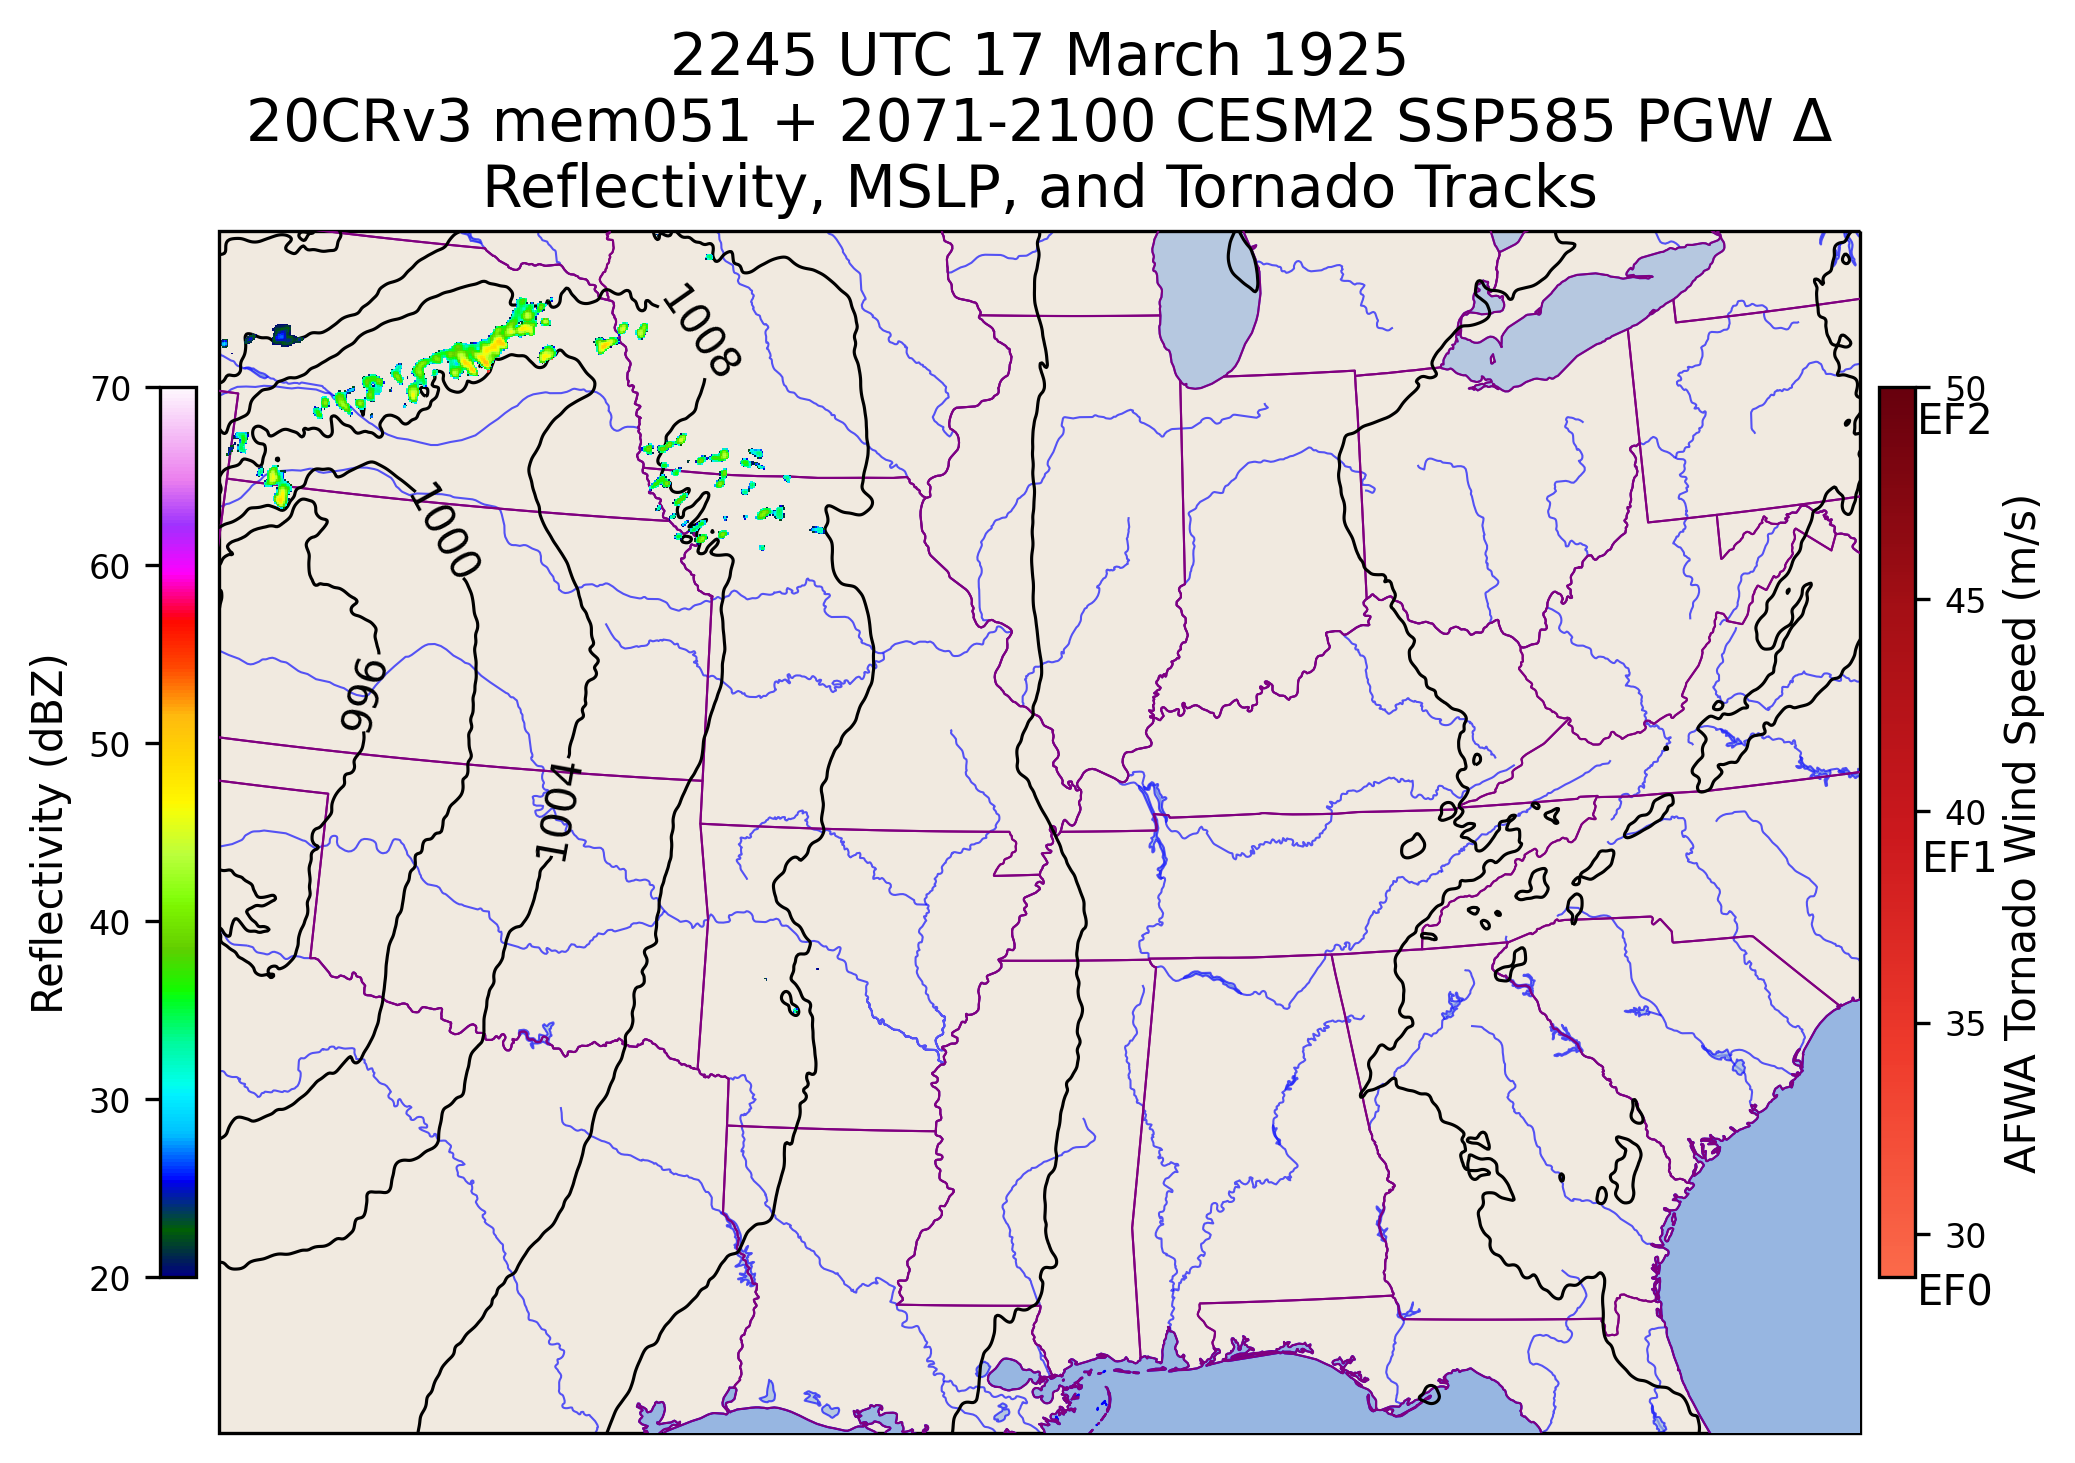 2245 UTC 17 March 1925
20CRv3 mem051 + 2071-2100 CESM2 SSP585 PGW Δ
Reflectivity, MSLP, and Tornado Tracks
Reflectivity (dBZ)
70
60
50
40
30
20
1008
1000
996
1004
50
EF2
45
40
EF1
35
30
EF0
AFWA Tornado Wind Speed (m/s)